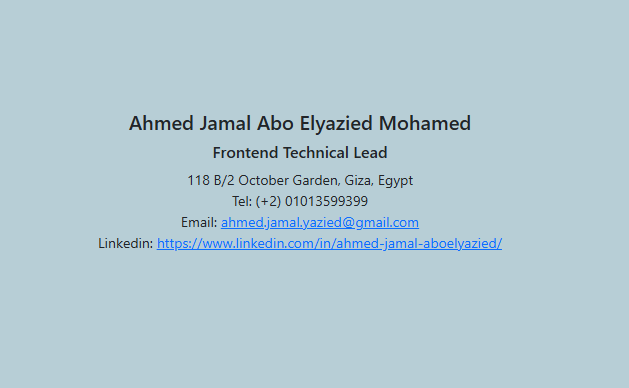 Ahmed Jamal Abo Elyazied Mohamed
Frontend Technical Lead
118 B/2 October Garden, Giza, Egypt
Tel: (+2) 01013599399
Email: ahmed.jamal.yazied@gmail.com
Linkedin: https://www.linkedin.com/in/ahmed-jamal-aboelyazied/